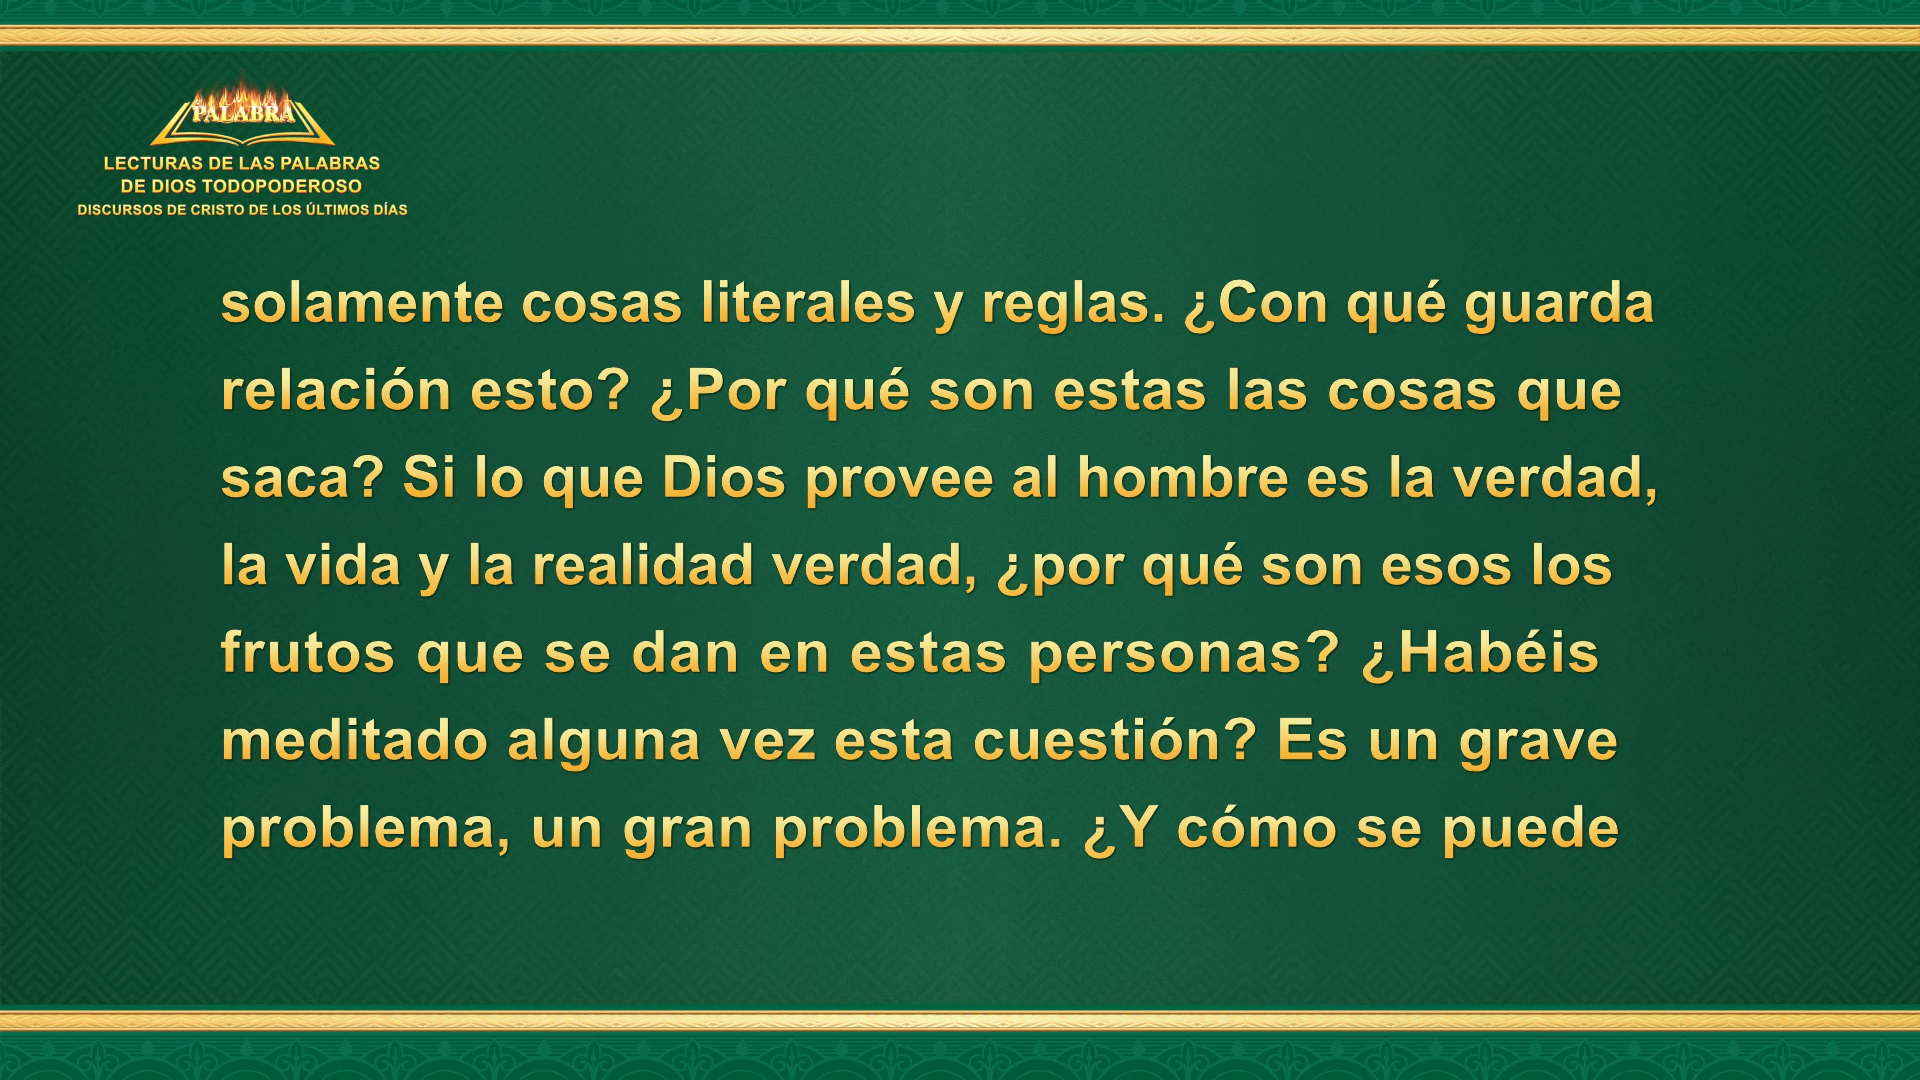 PALABRA
LECTURAS DE LAS PALABRAS
DE DIOS TODOPODEROSO
DISCURSOS DE CRISTO DE LOS ÚLTIMOS DÍAS
solamente cosas literales y reglas. ¿Con qué guarda
relación esto? ¿Por qué son estas las cosas que
saca? Si lo que Dios provee al hombre es la verdad,
la vida y la realidad verdad, ¿por qué son esos los
frutos que se dan en estas personas? ¿Habéis
meditado alguna vez esta cuestión? Es un grave
problema, un gran problema. ¿Y cómo se puede